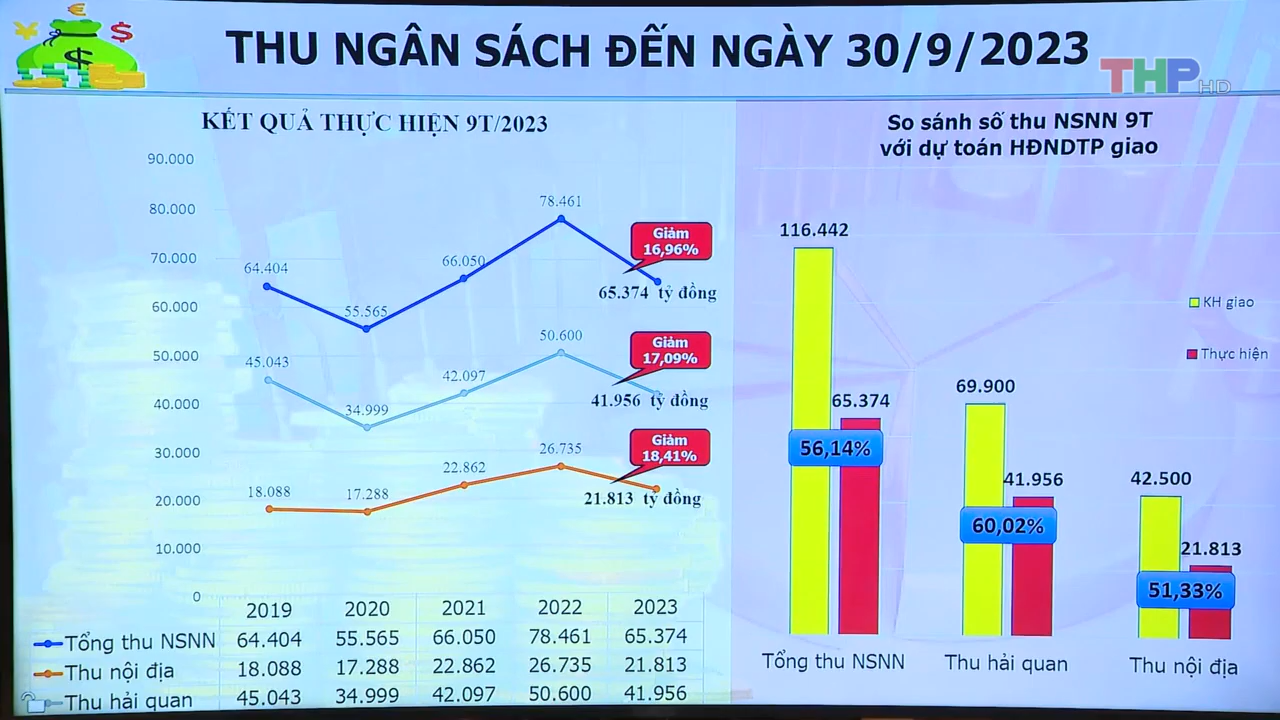 THU NGÂN SÁCH ĐẾN NGÀY 30/9/2023
THP HD
KẾT QUẢ THỰC HIỆN 9T/2023
90.000
80.000
70.000
60.000
50.000
40.000
30.000
20.000
10.000
0
64.404
55.565
66.050
78.461
Giảm
16,96%
65.374 tỷ đồng
45.043
34.999
42.097
50.600
Giảm
17,09%
41.956 tỷ đồng
18.088
17.288
22.862
26.735
Giảm
18,41%
21.813 tỷ đồng
2019 2020 2021 2022 2023
Tổng thu NSNN 64.404 55.565 66.050 78.461 65.374
Thu nội địa 18.088 17.288 22.862 26.735 21.813
Thu hải quan 45.043 34.999 42.097 50.600 41.956
So sánh số thu NSNN 9T
với dự toán HĐNDTP giao
116.442
65.374
56,14%
69.900
41.956
60,02%
42.500
21.813
51,33%
KH giao
Thực hiện
Tổng thu NSNN
Thu hải quan
Thu nội địa